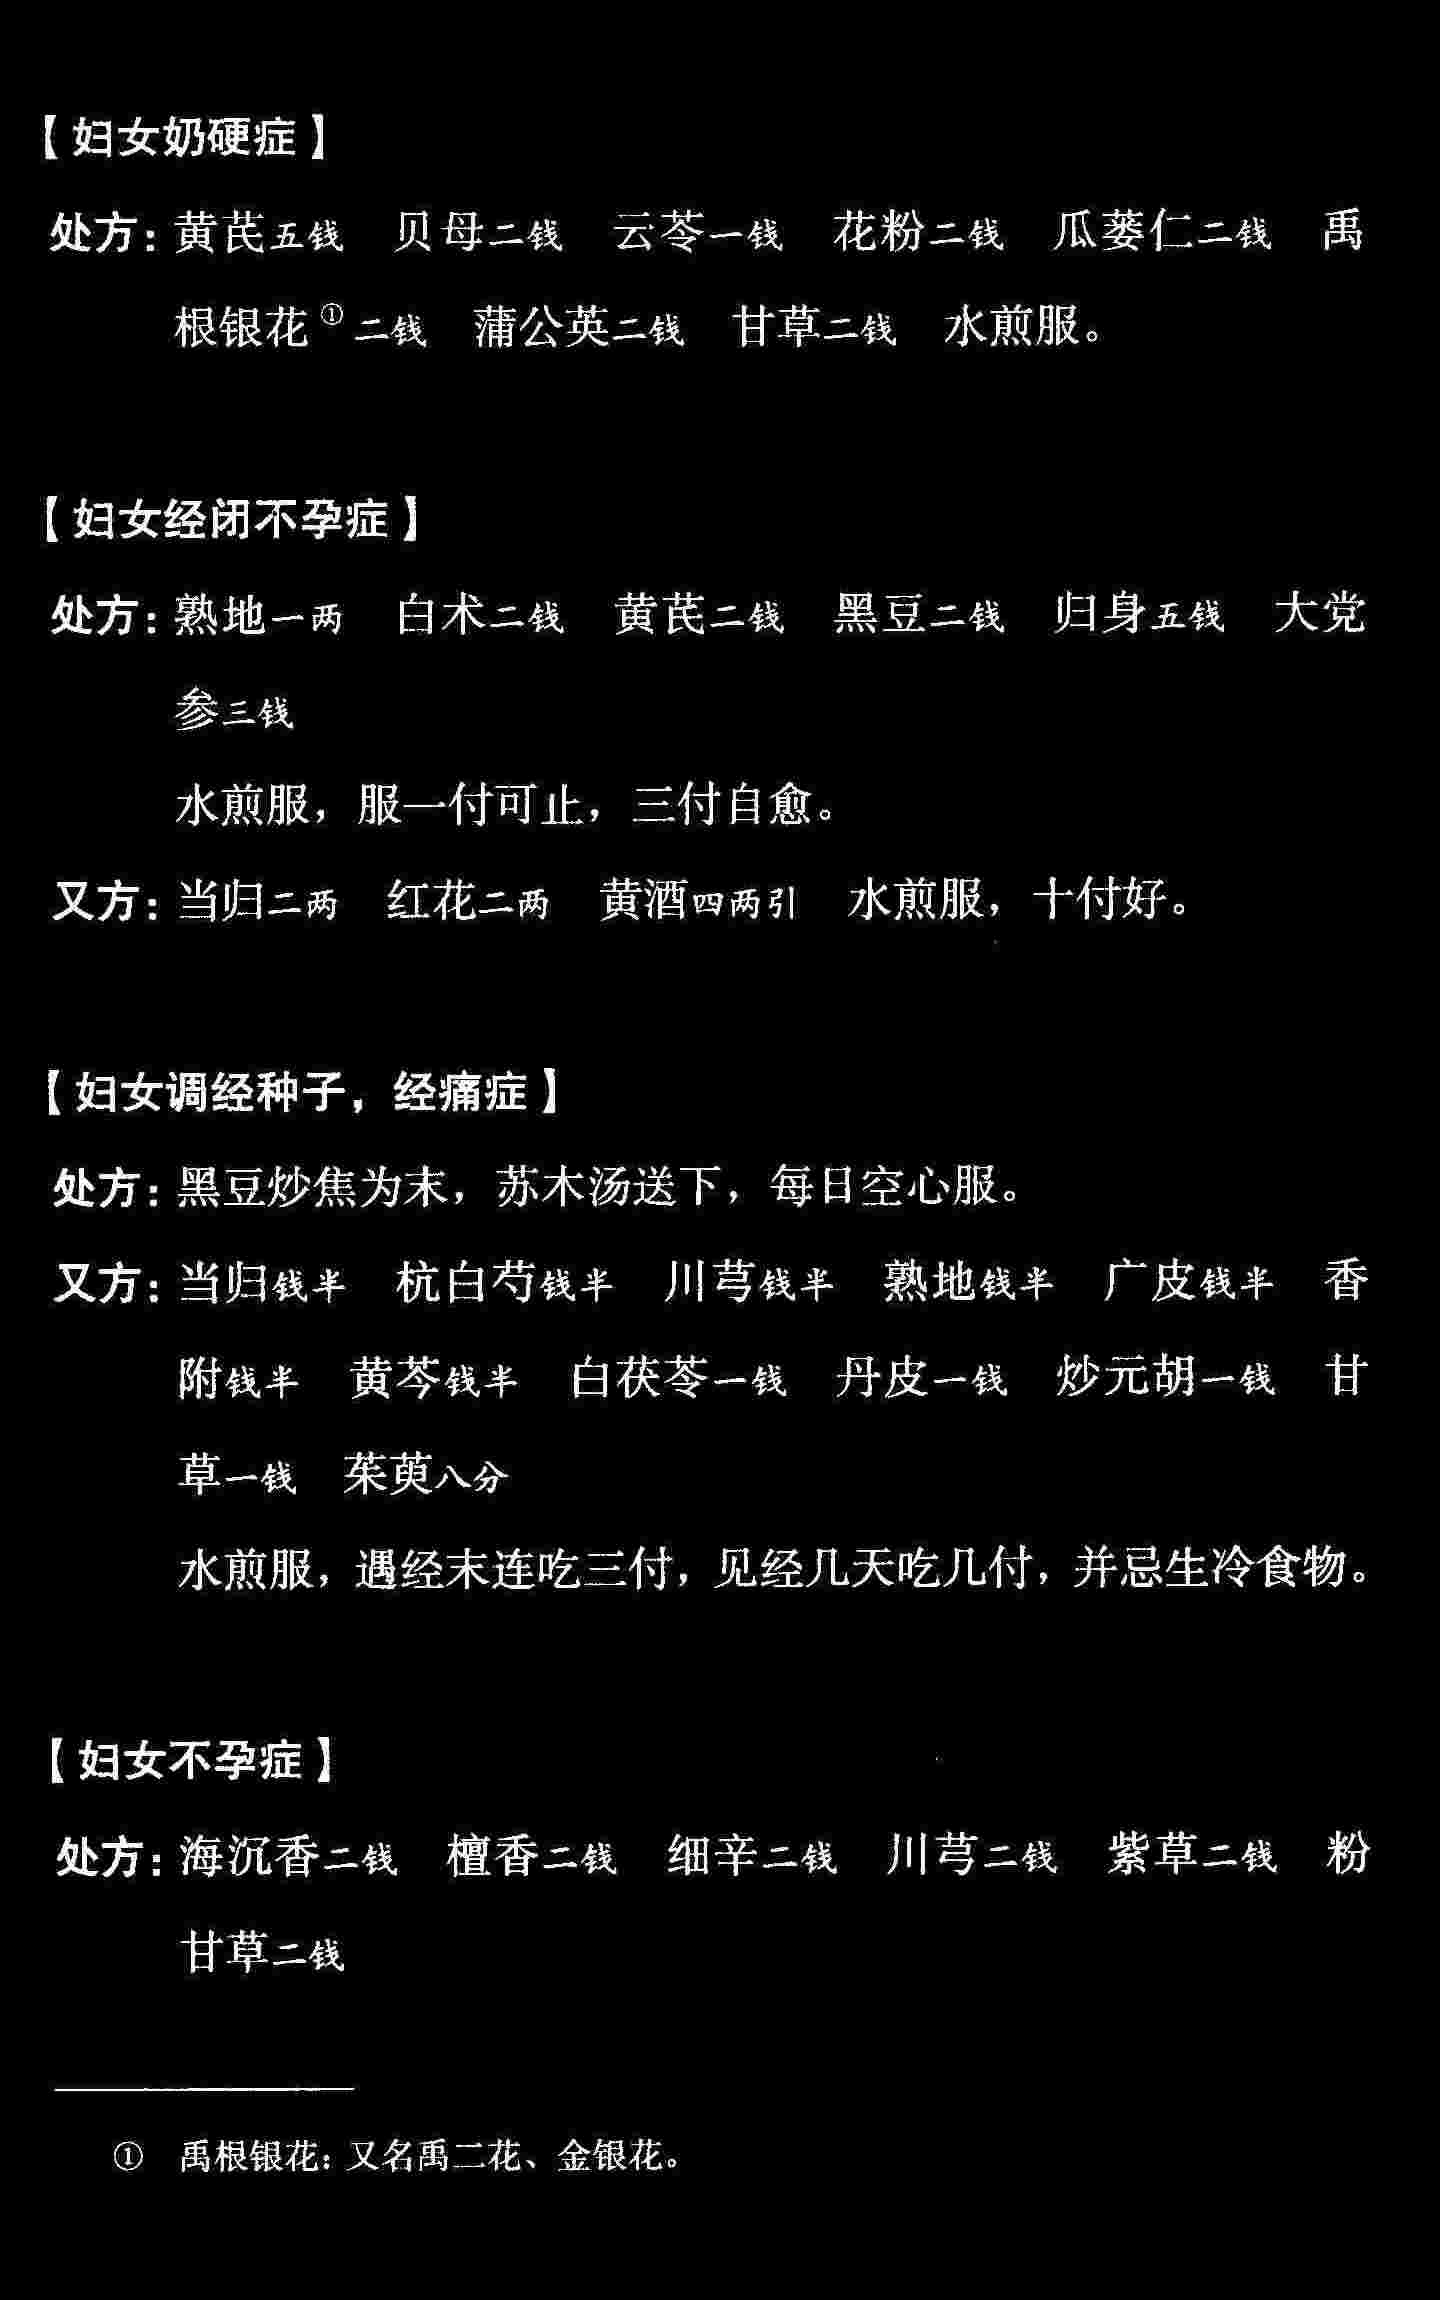 【妇女奶硬症】
处方：黄芪五钱　贝母二钱　云苓一钱　花粉二钱　瓜蒌仁二钱　禹
根银花①二钱　蒲公英二钱　甘草二钱　水煎服。
【妇女经闭不孕症】
处方：熟地一两　白术二钱　黄芪二钱　黑豆二钱　归身五钱　大党
参三钱
水煎服，服一付可止，三付自愈。
又方：当归二两　红花二两　黄酒四两引　水煎服，十付好。
【妇女调经种子，经痛症】
处方：黑豆炒焦为末，苏木汤送下，每日空心服。
又方：当归钱半　杭白芍钱半　川芎钱半　熟地钱半　广皮钱半　香
附钱半　黄芩钱半　白茯苓一钱　丹皮一钱　炒元胡一钱　甘
草一钱　茱萸八分
水煎服，遇经末连吃三付，见经几天吃几付，并忌生冷食物。
【妇女不孕症】
处方：海沉香二钱　檀香二钱　细辛二钱　川芎二钱　紫草二钱　粉
甘草二钱
①　禹根银花：又名禹二花、金银花。